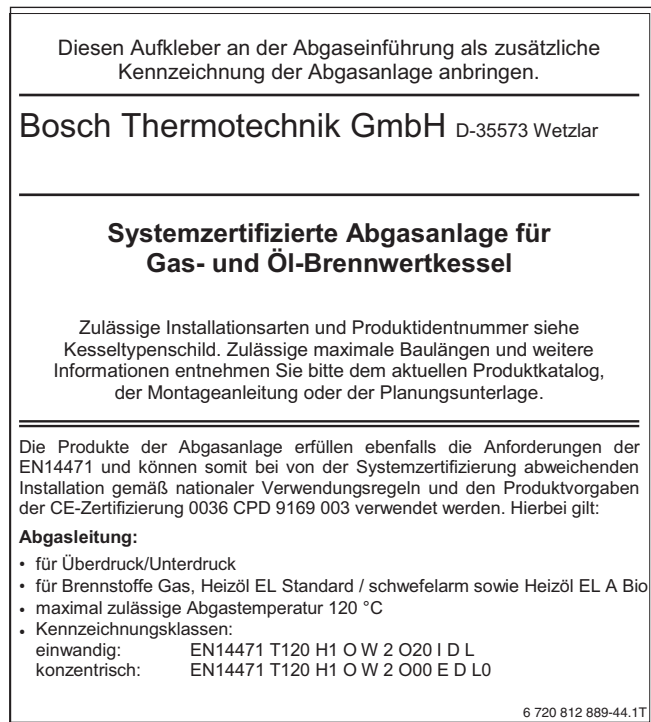 Diesen Aufkleber an der Abgaseinführung als zusätzliche
Kennzeichnung der Abgasanlage anbringen.
Bosch Thermotechnik GmbH D-35573 Wetzlar
Systemzertifizierte Abgasanlage für
Gas- und Öl-Brennwertkessel
Zulässige Installationsarten und Produktidentnummer siehe
Kesseltypenschild. Zulässige maximale Baulängen und weitere
Informationen entnehmen Sie bitte dem aktuellen Produktkatalog,
der Montageanleitung oder der Planungsunterlage.
Die Produkte der Abgasanlage erfüllen ebenfalls die Anforderungen der
EN14471 und können somit bei von der Systemzertifizierung abweichenden
Installation gemäß nationaler Verwendungsregeln und den Produktvorgaben
der CE-Zertifizierung 0036 CPD 9169 003 verwendet werden. Hierbei gilt:
Abgasleitung:
• für Überdruck/Unterdruck
• für Brennstoffe Gas, Heizöl EL Standard / schwefelarm sowie Heizöl EL A Bio
• maximal zulässige Abgastemperatur 120 °C
• Kennzeichnungsklassen:
einwandig: EN14471 T120 H1 O W 2 O20 I D L
konzentrisch: EN14471 T120 H1 O W 2 O00 E D L0
6 720 812 889-44.1T